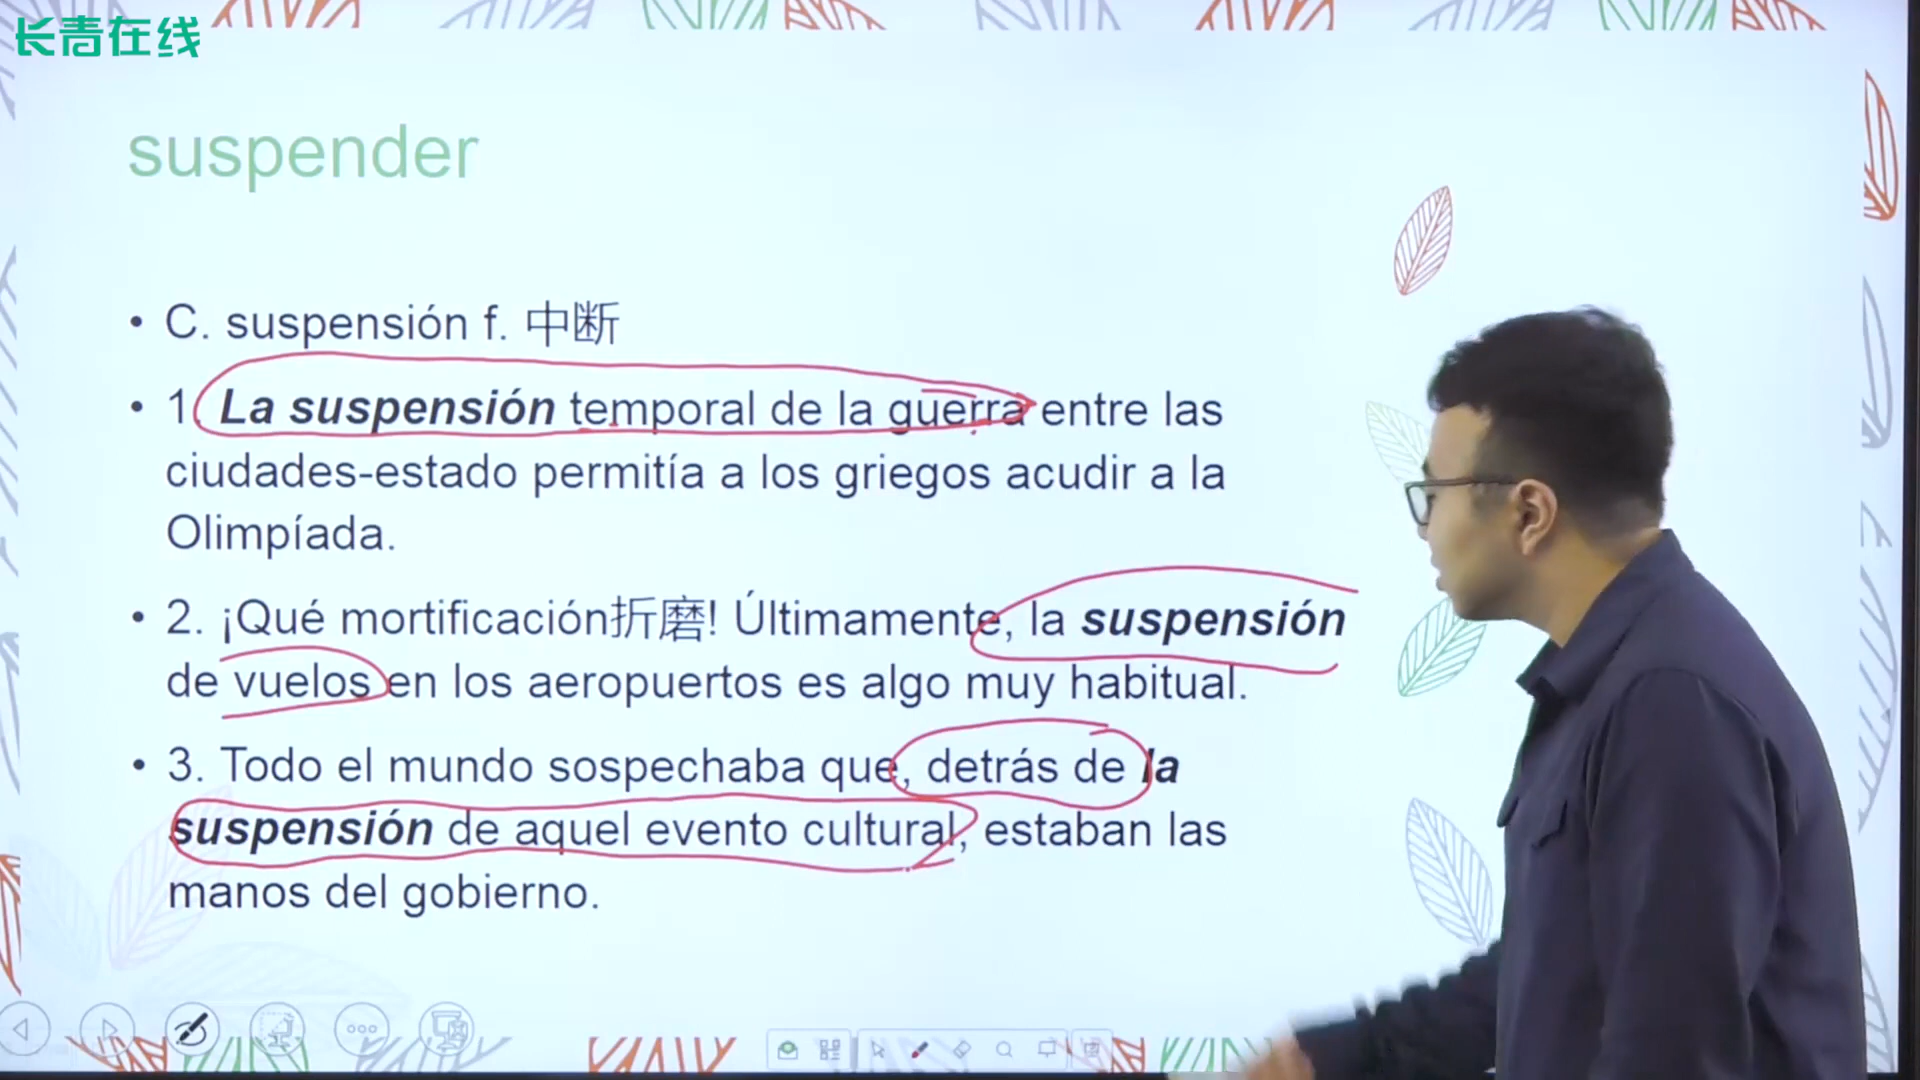 长青在线
suspender
• C. suspensión f. 中断
• 1. La suspensión temporal de la guerra entre las
ciudades-estado permitía a los griegos acudir a la
Olimpíada.
• 2. ¡Qué mortificación折磨! Últimamente, la suspensión
de vuelos en los aeropuertos es algo muy habitual.
• 3. Todo el mundo sospechaba que, detrás de la
suspensión de aquel evento cultural, estaban las
manos del gobierno.